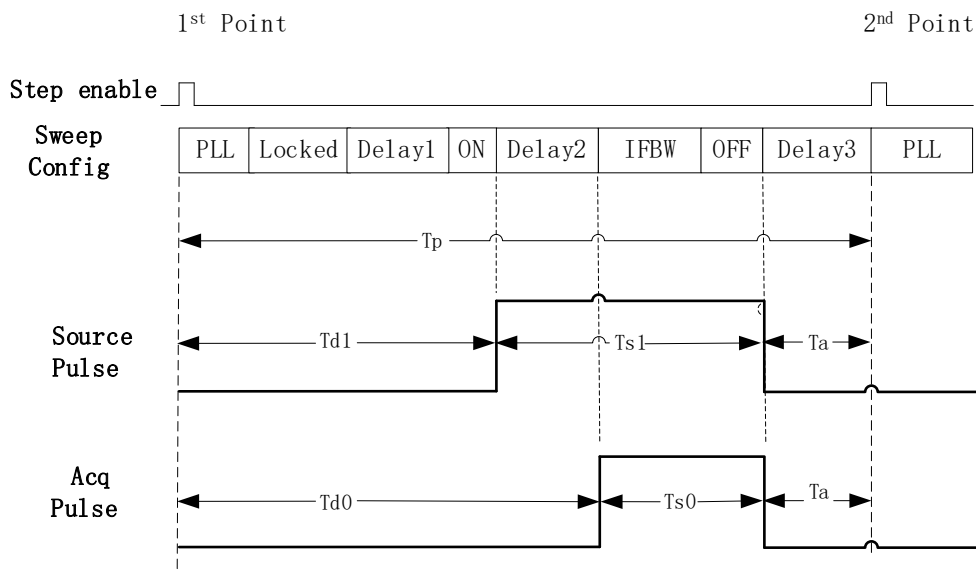 1st Point 2nd Point
Step enable
Sweep Config PLL Locked Delay1 ON Delay2 IFBW OFF Delay3 PLL
Tp
Source Pulse Td1 Ts1 Ta
Acq Pulse Td0 Ts0 Ta